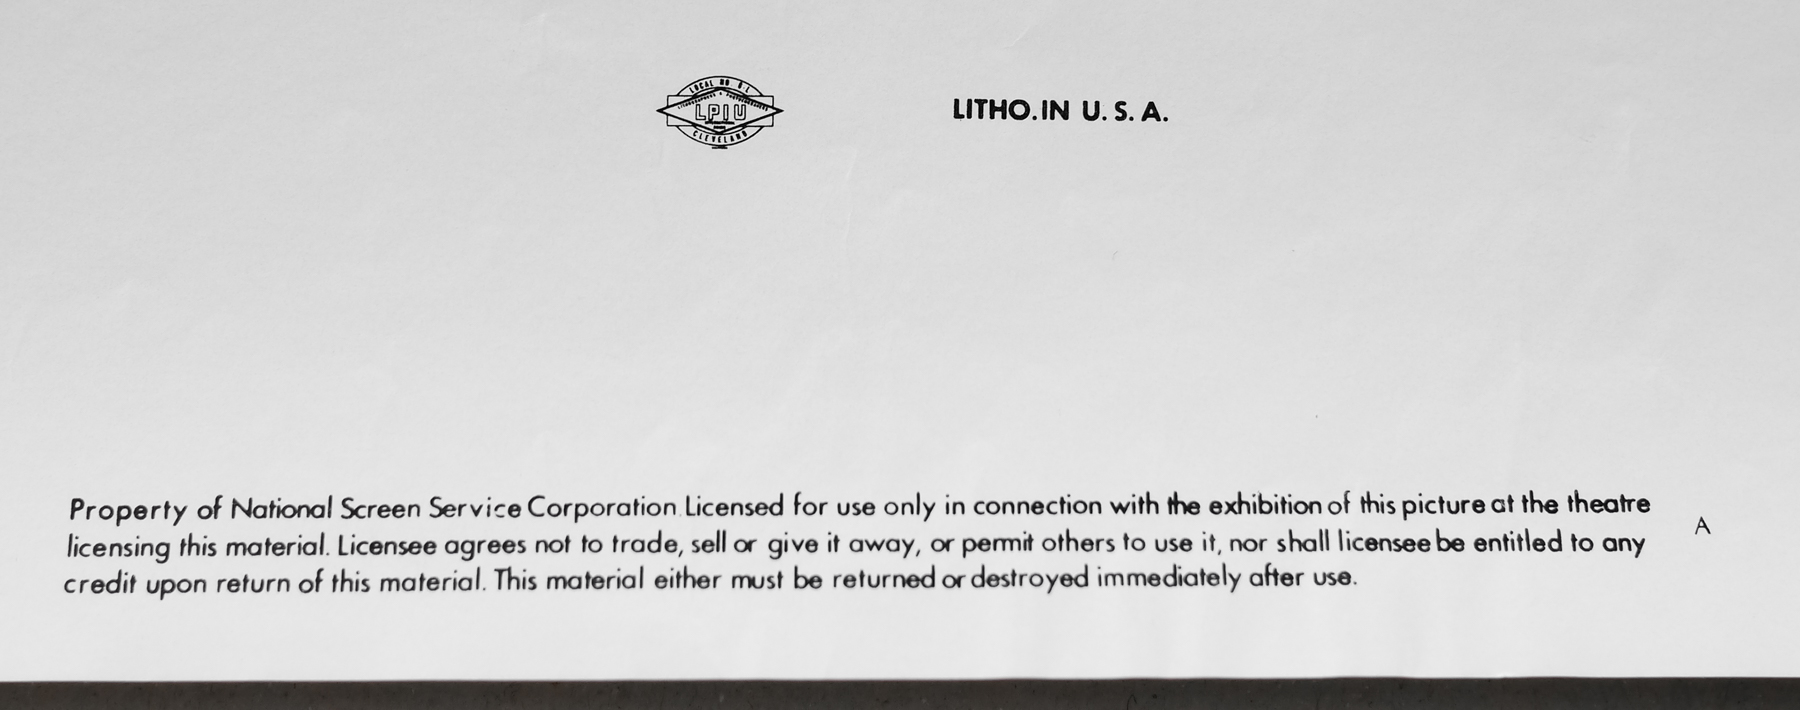 LOCAL NO 8-L
LPIU
CLEVELAND
LITHO. IN U. S. A.
Property of National Screen Service Corporation. Licensed for use only in connection with the exhibition of this picture at the theatre
licensing this material. Licensee agrees not to trade, sell or give it away, or permit others to use it, nor shall licensee be entitled to any
credit upon return of this material. This material either must be returned or destroyed immediately after use.
A